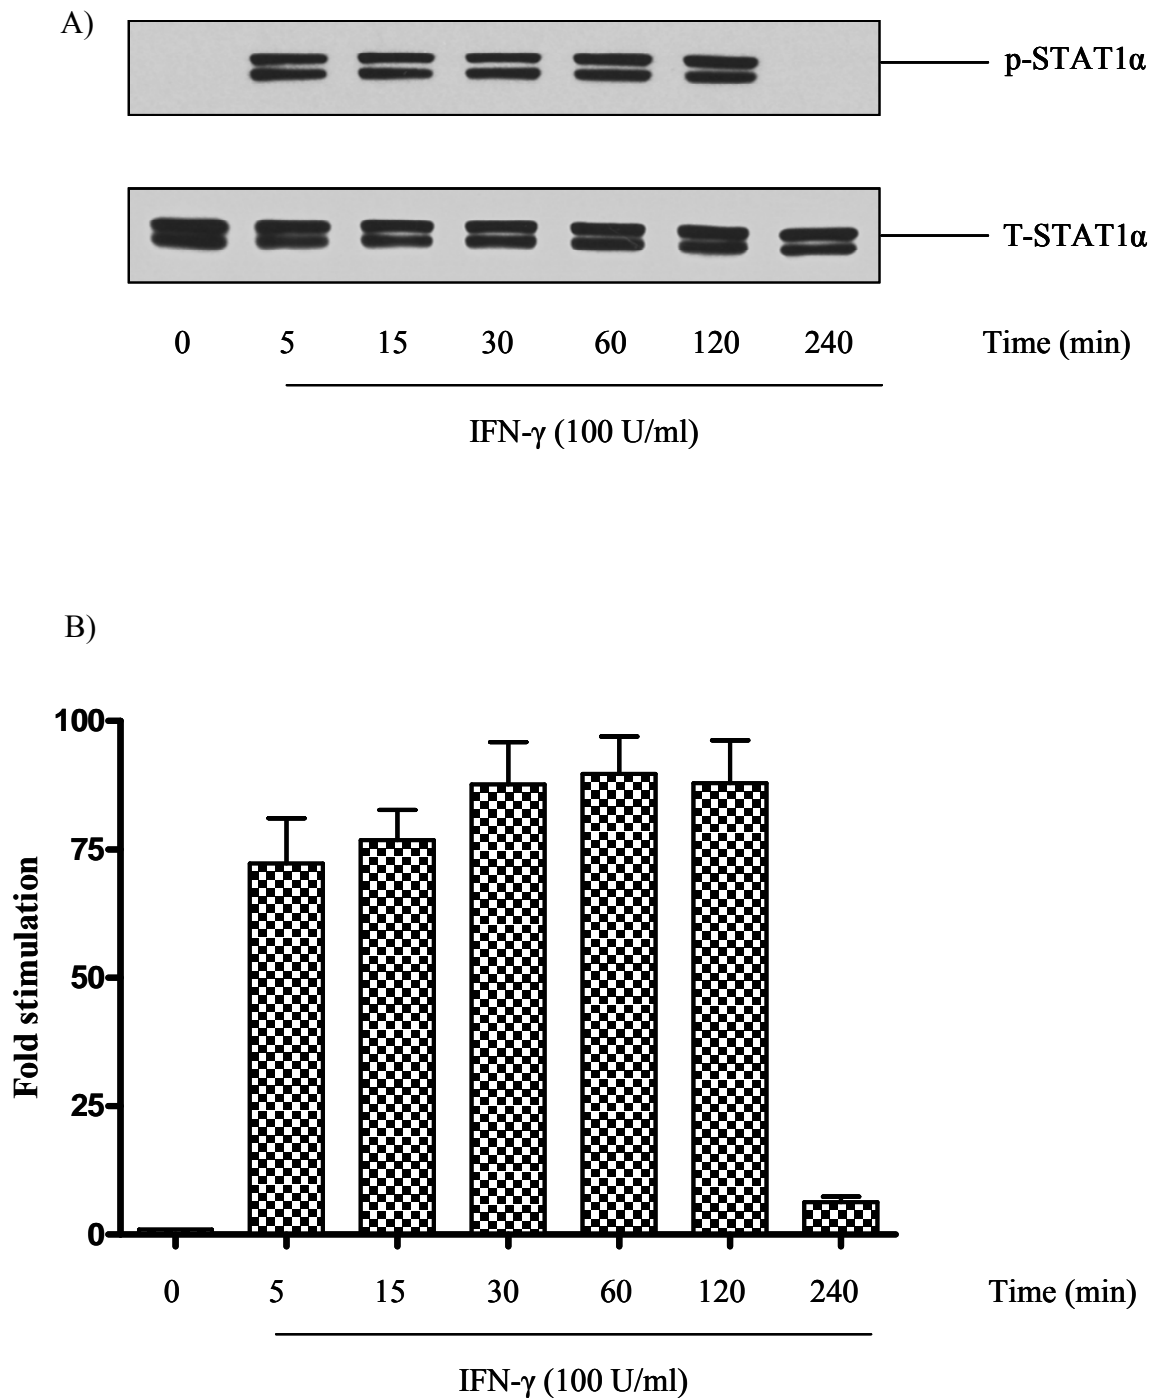 A)
p-STAT1α
T-STAT1α
0 5 15 30 60 120 240 Time (min)
IFN-γ (100 U/ml)
B)
100
75
50
25
0
Fold stimulation
0 5 15 30 60 120 240 Time (min)
IFN-γ (100 U/ml)